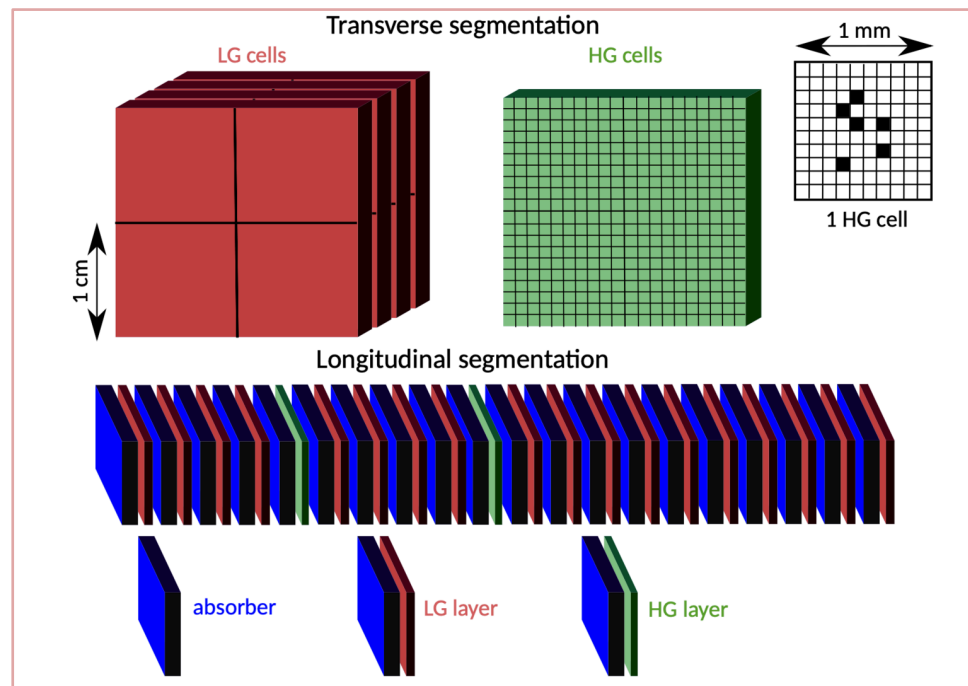 Transverse segmentation
LG cells
HG cells
1 mm
1 HG cell
1 cm
Longitudinal segmentation
absorber
LG layer
HG layer